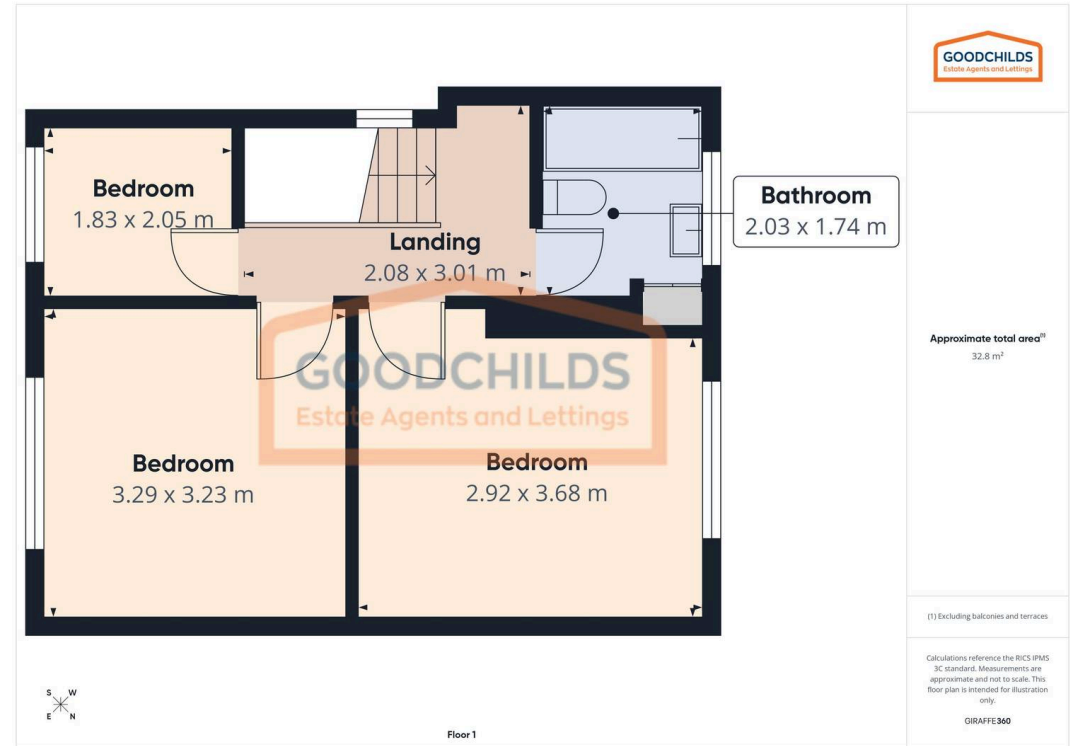 GOODCHILDS
Estate Agents and Lettings
Bedroom
1.83 x 2.05 m
Landing
2.08 x 3.01 m
Bathroom
2.03 x 1.74 m
GOODCHILDS
Estate Agents and Lettings
Bedroom
3.29 x 3.23 m
Bedroom
2.92 x 3.68 m
Approximate total area(1)
32.8 m²
(1) Excluding balconies and terraces
Calculations reference the RICS IPMS
3C standard. Measurements are
approximate and not to scale. This
floor plan is intended for illustration
only.
GIRAFFE360
S W
E N
Floor 1